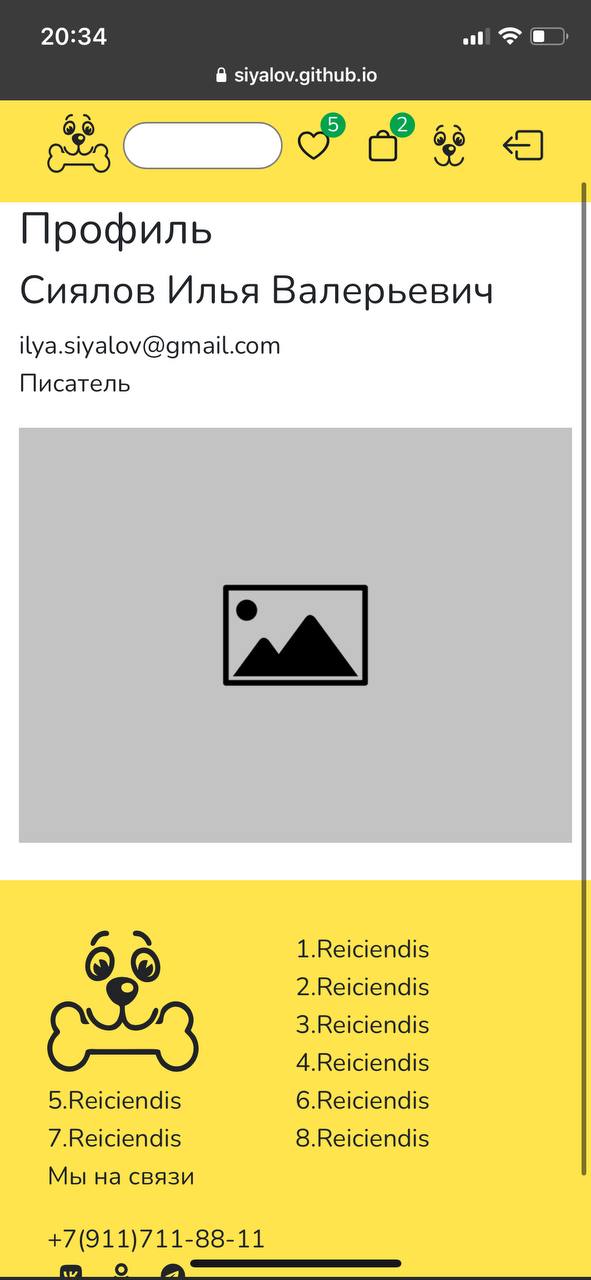 20:34
siyalov.github.io
5
2
Профиль
Сиялов Илья Валерьевич
ilya.siyalov@gmail.com
Писатель
1.Reiciendis
2.Reiciendis
3.Reiciendis
4.Reiciendis
5.Reiciendis
6.Reiciendis
7.Reiciendis
8.Reiciendis
Мы на связи
+7(911)711-88-11